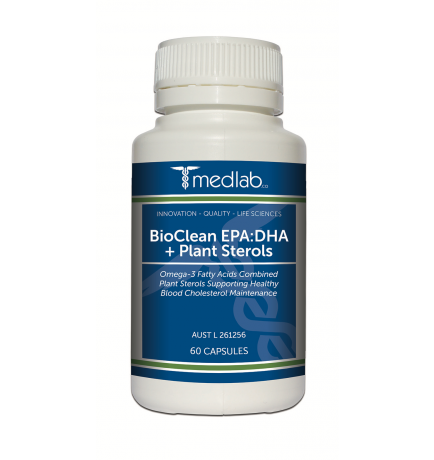 medlab.co
INNOVATION - QUALITY - LIFE SCIENCES
BioClean EPA:DHA
+ Plant Sterols
Omega-3 Fatty Acids Combined
Plant Sterols Supporting Healthy
Blood Cholesterol Maintenance
AUST L 261256
60 CAPSULES